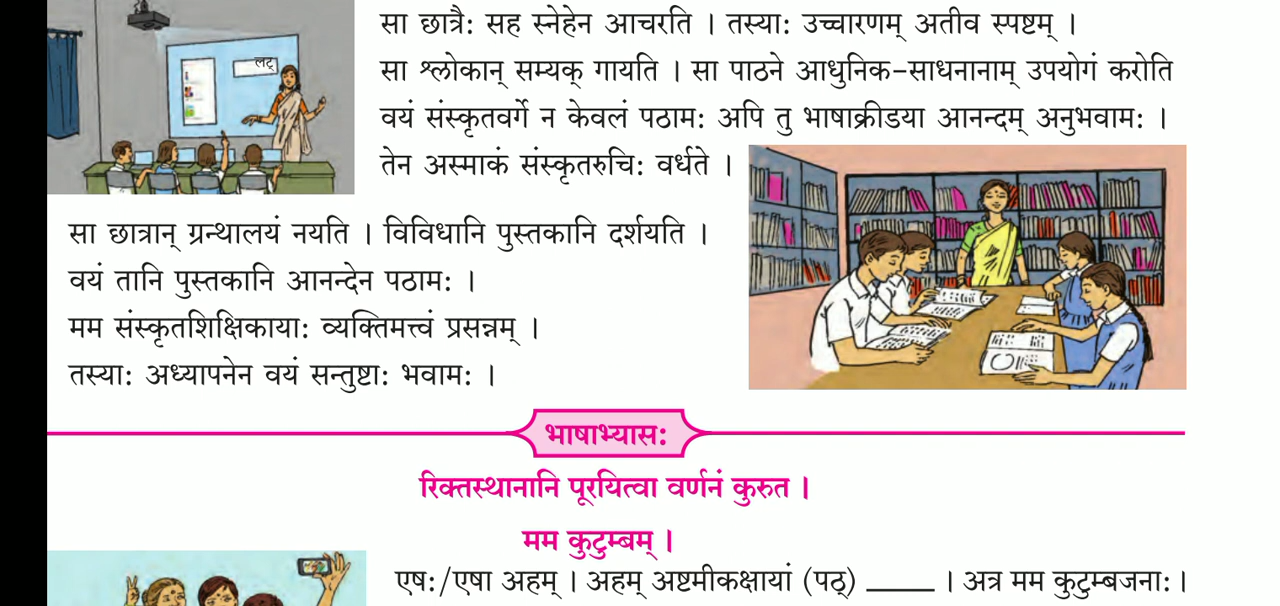 लट्
सा छात्रै: सह स्नेहेन आचरति । तस्या: उच्चारणम् अतीव स्पष्टम् ।
सा श्लोकान् सम्यक् गायति । सा पाठने आधुनिक-साधनानाम् उपयोगं करोति
वयं संस्कृतवर्गे न केवलं पठाम: अपि तु भाषाक्रीडया आनन्दम् अनुभवाम: ।
तेन अस्माकं संस्कृतरुचि: वर्धते ।
सा छात्रान् ग्रन्थालयं नयति । विविधानि पुस्तकानि दर्शयति ।
वयं तानि पुस्तकानि आनन्देन पठाम: ।
मम संस्कृतशिक्षिकाया: व्यक्तिमत्त्वं प्रसन्नम् ।
तस्या: अध्यापनेन वयं सन्तुष्टा: भवाम: ।
भाषाभ्यास:
रिक्तस्थानानि पूरयित्वा वर्णनं कुरुत ।
मम कुटुम्बम् ।
एष:/एषा अहम् । अहम् अष्टमीकक्षायां (पठ्) _____ । अत्र मम कुटुम्बजना: ।